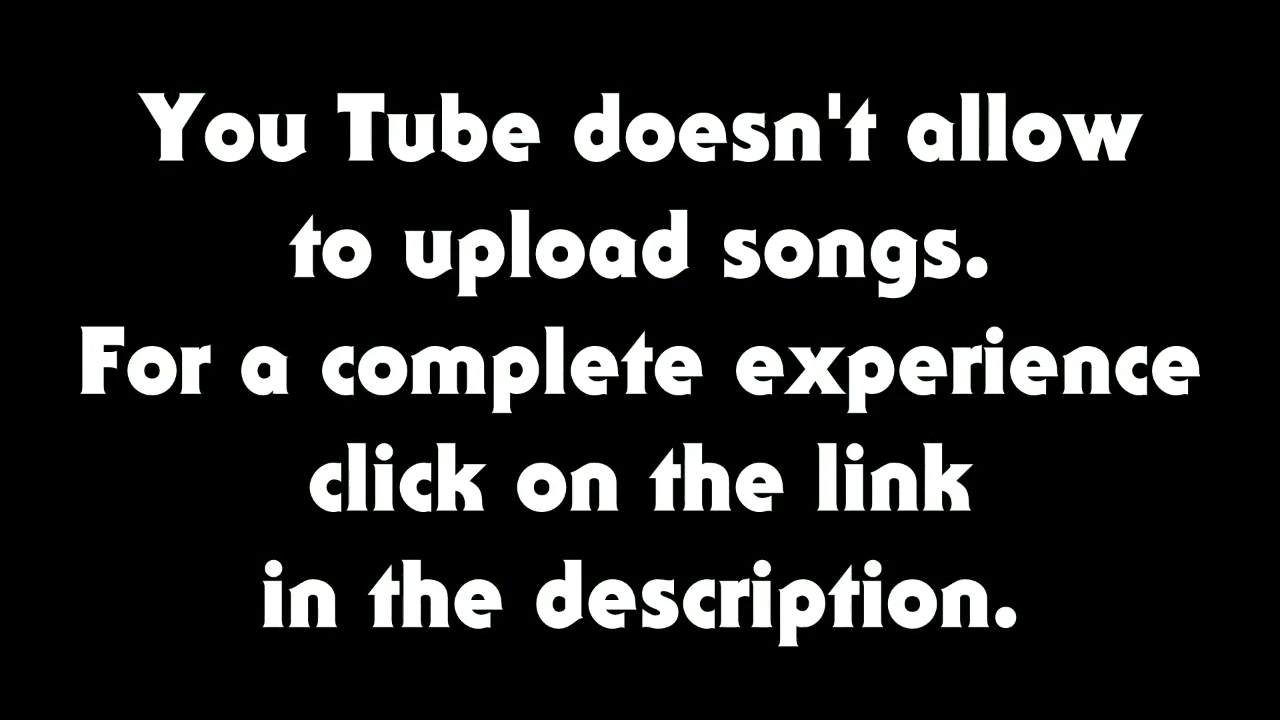 You Tube doesn't allow
to upload songs.
For a complete experience
click on the link
in the description.